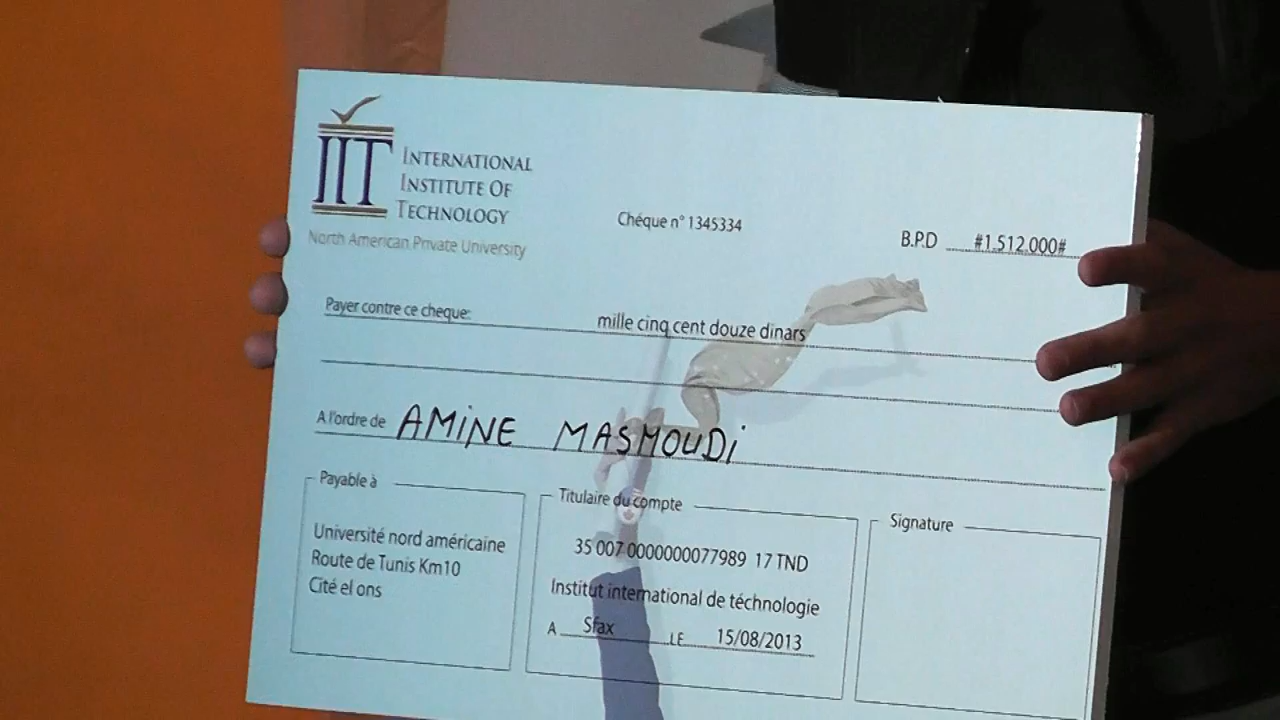 IIT
INTERNATIONAL
INSTITUTE OF
TECHNOLOGY
North American Private University
Chéque n° 1345334
B.P.D #1.512.000#
Payer contre ce cheque: mille cinq cent douze dinars
A l'ordre de AMINE MASMOUDi
Payable à
Université nord américaine
Route de Tunis Km10
Cité el ons
Titulaire du compte
35 007 0000000077989 17 TND
Institut international de téchnologie
A Sfax LE 15/08/2013
Signature